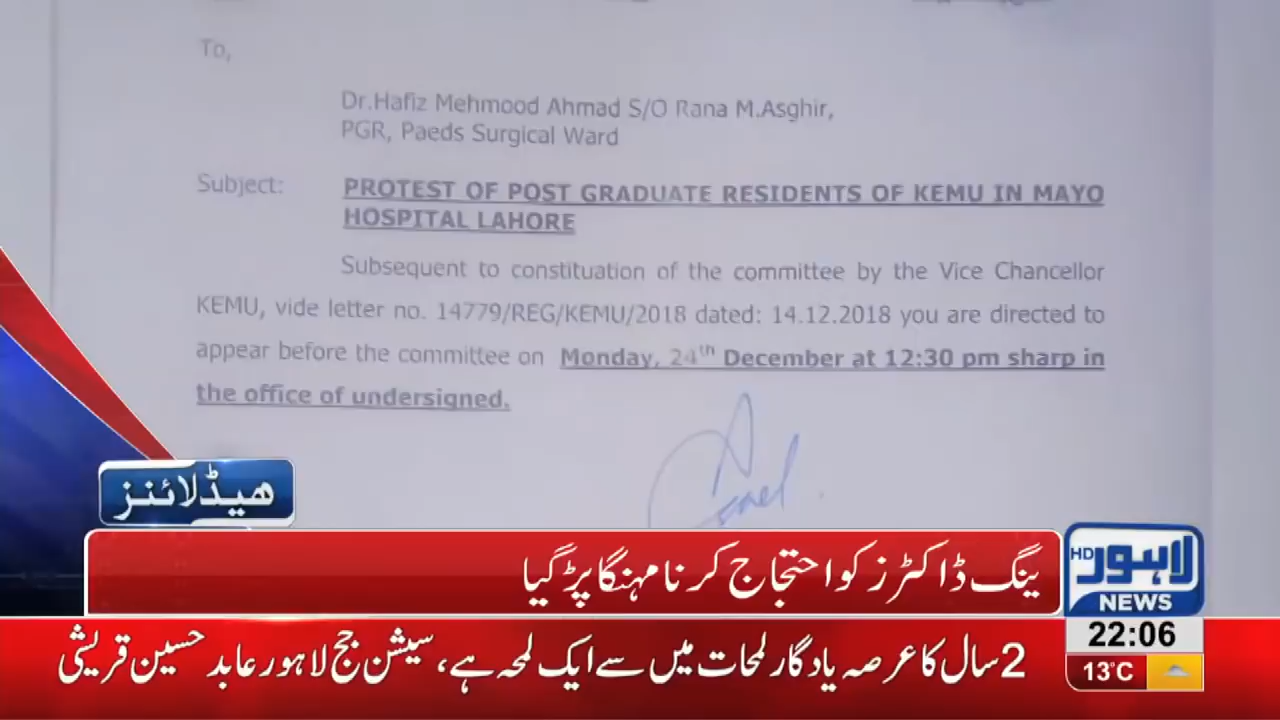 To,
Dr.Hafiz Mehmood Ahmad S/O Rana M.Asghir,
PGR, Paeds Surgical Ward
Subject: PROTEST OF POST GRADUATE RESIDENTS OF KEMU IN MAYO
HOSPITAL LAHORE
Subsequent to constituation of the committee by the Vice Chancellor
KEMU, vide letter no. 14779/REG/KEMU/2018 dated: 14.12.2018 you are directed to
appear before the committee on Monday, 24th December at 12:30 pm sharp in
the office of undersigned.
ھیڈلائنز
ینگ ڈاکٹرز کو احتجاج کرنا مہنگا پڑ گیا
لاہور HD
NEWS
22:06
2 سال کا عرصہ یادگار لمحات میں سے ایک لمحہ ہے، سیشن جج لاہور عابد حسین قریشی
13°C